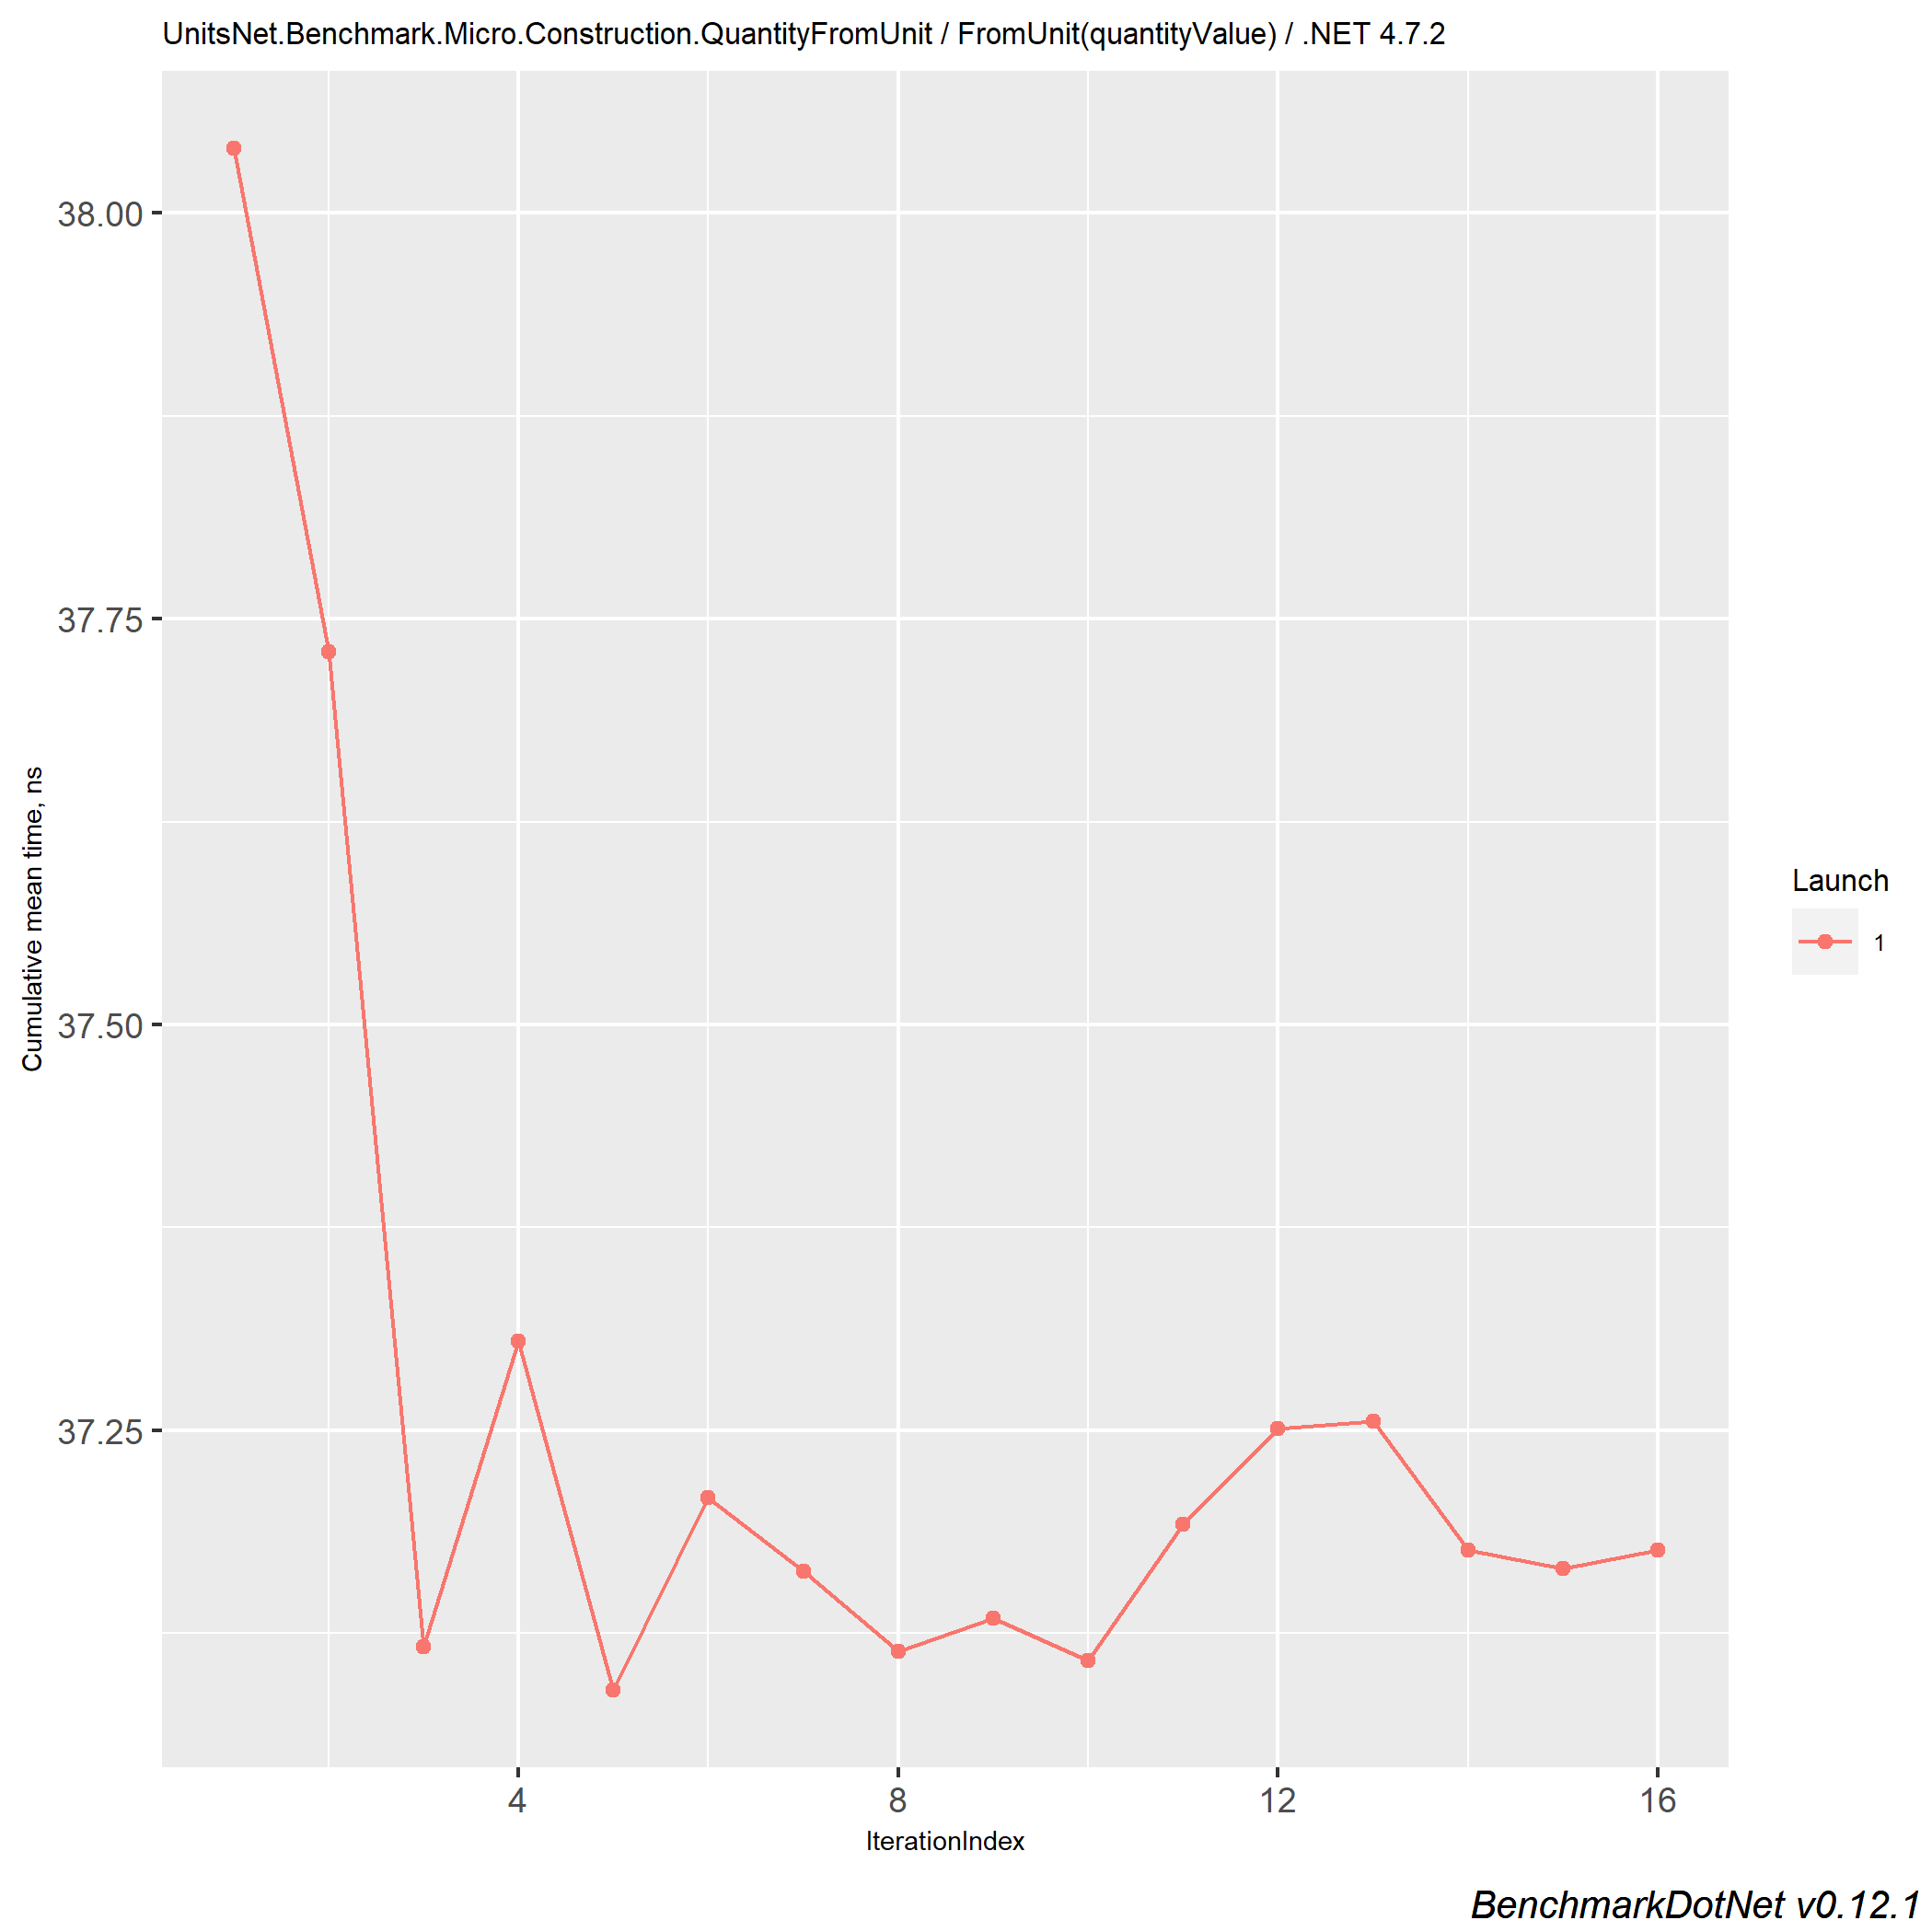 UnitsNet.Benchmark.Micro.Construction.QuantityFromUnit / FromUnit(quantityValue) / .NET 4.7.2
38.00
37.75
37.50
37.25
Cumulative mean time, ns
4 8 12 16
IterationIndex
Launch
1
BenchmarkDotNet v0.12.1